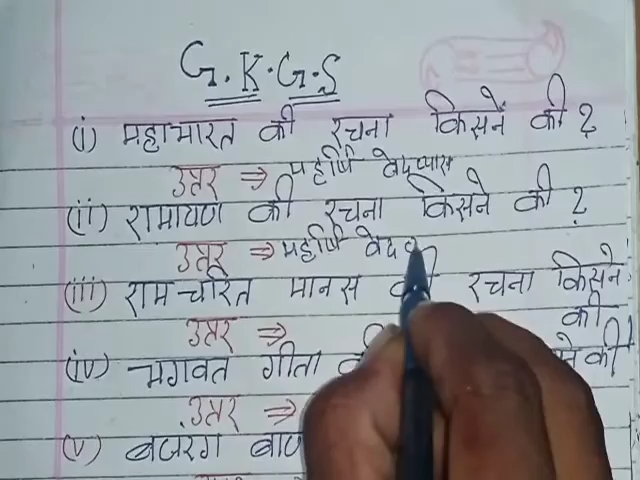 G.K.G.S
(i) महाभारत की रचना किसनें की ?
उत्तर ⇒ महर्षि वेदव्यास
(ii) रामायण की रचना किसने की ?
उत्तर ⇒ महर्षि वेद
(iii) रामचरित मानस की रचना किसने की
उत्तर ⇒
(iv) भगवत गीता की की
उत्तर ⇒
(v) बजरंग बाण